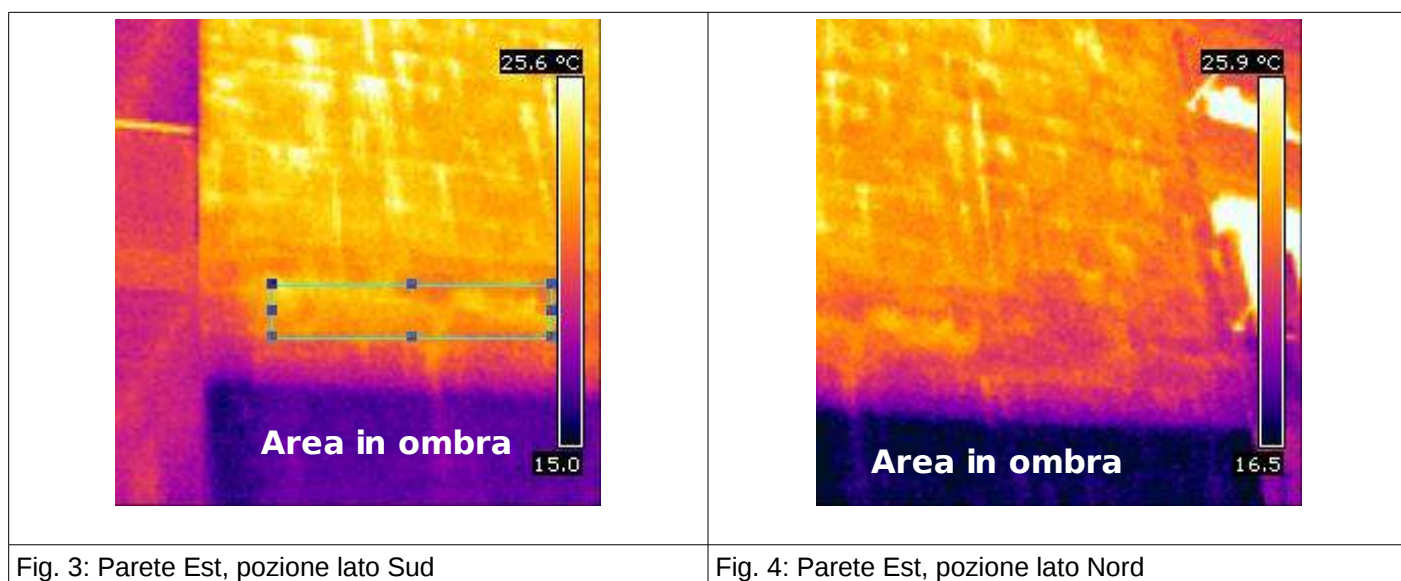 25.6 °C
Area in ombra
15.0
25.9 °C
Area in ombra
16.5
Fig. 3: Parete Est, pozione lato Sud
Fig. 4: Parete Est, pozione lato Nord